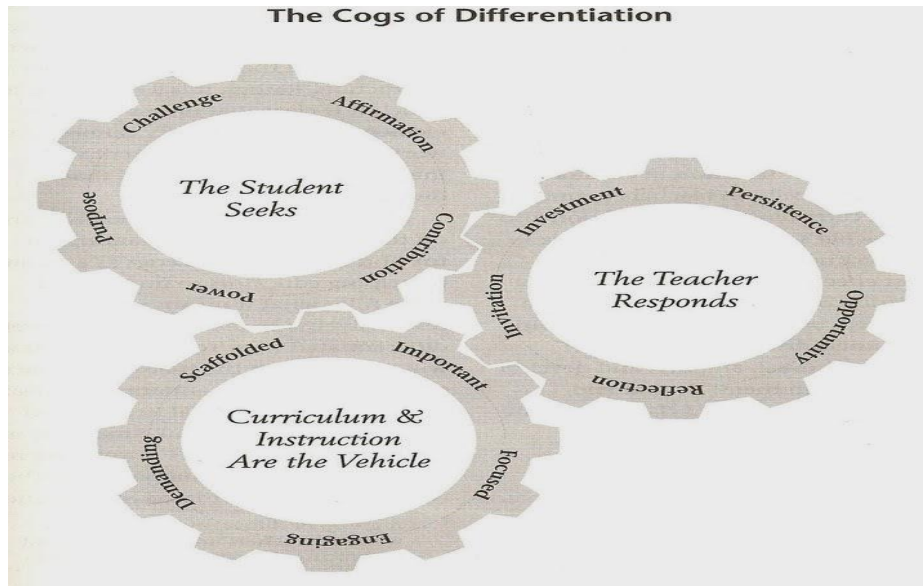 The Cogs of Differentiation
Challenge
Affirmation
Contribution
Power
Purpose
The Student
Seeks
Investment
Persistence
Opportunity
Reflection
Invitation
The Teacher
Responds
Scaffolded
Important
Focused
Engaging
Demanding
Curriculum &
Instruction
Are the Vehicle